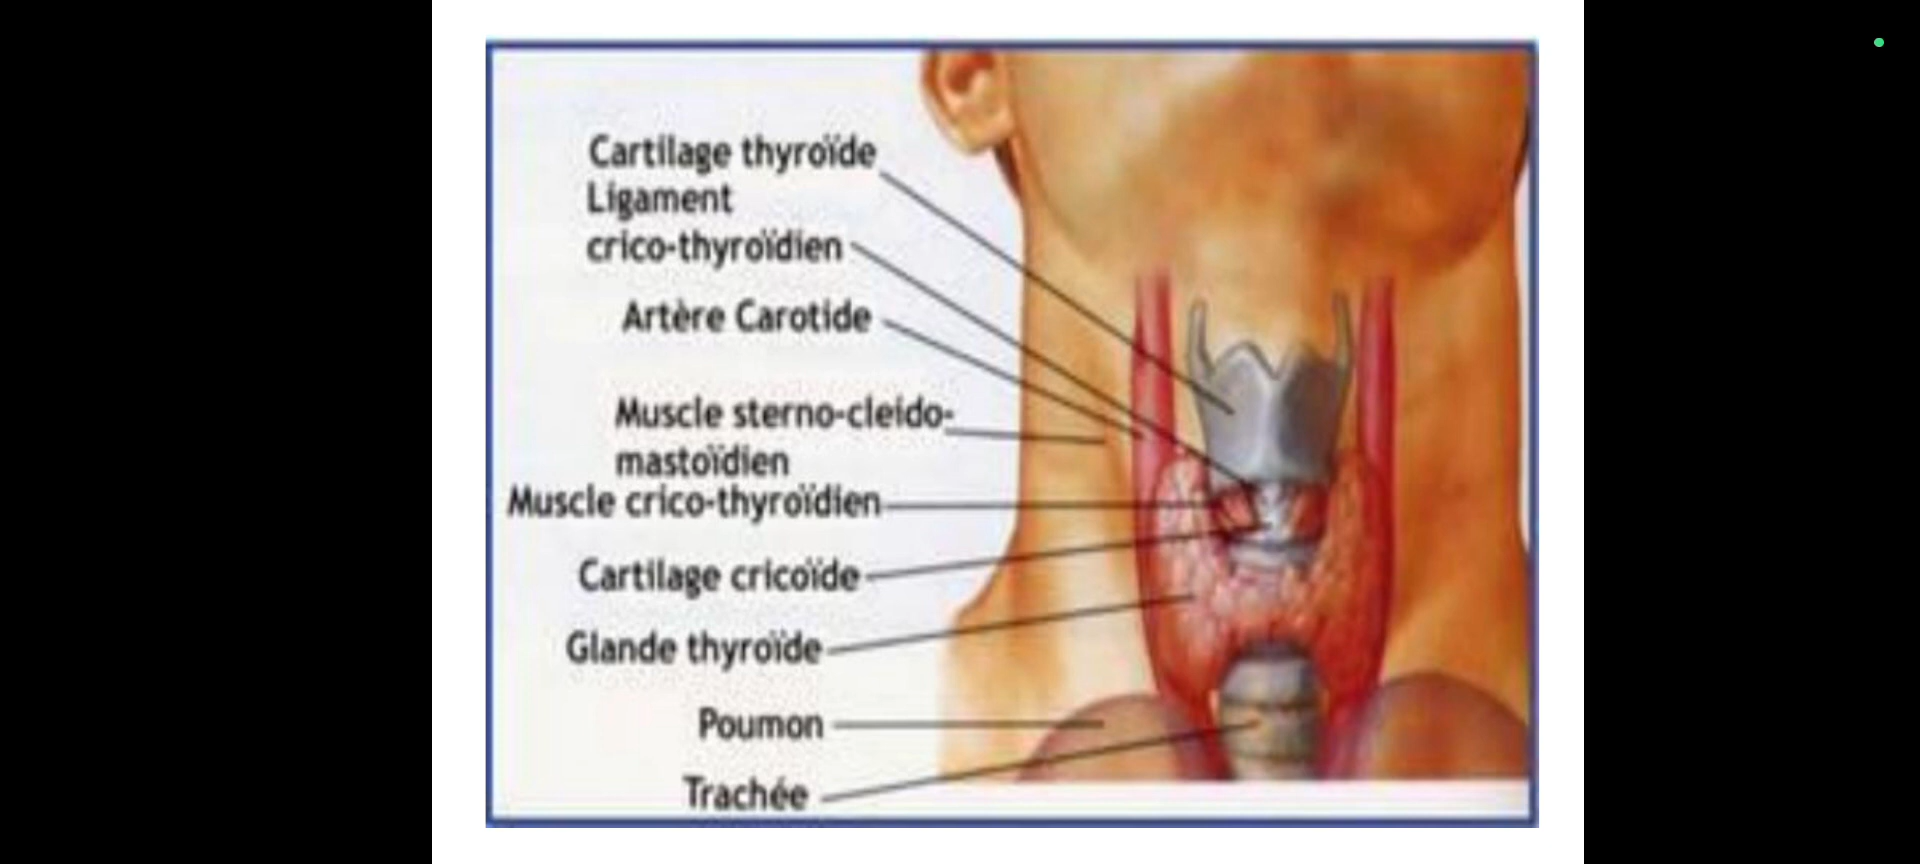 Cartilage thyroïde
Ligament
crico-thyroïdien
Artère Carotide
Muscle sterno-cleido-
mastoïdien
Muscle crico-thyroïdien
Cartilage cricoïde
Glande thyroïde
Poumon
Trachée